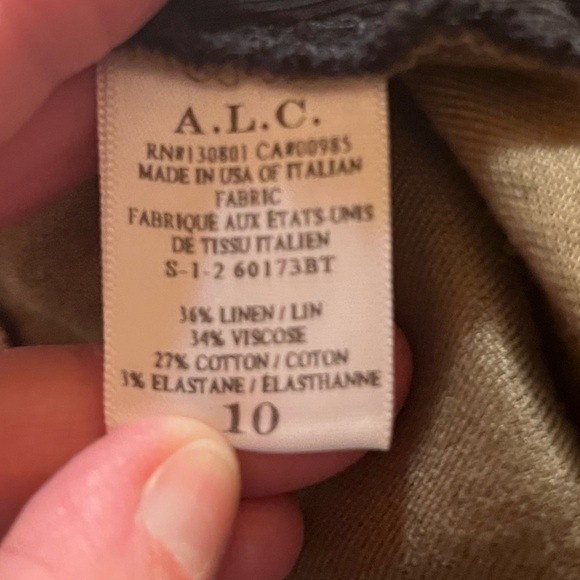 A.L.C.
RN#130801 CA#00985
MADE IN USA OF ITALIAN
FABRIC
FABRIQUE AUX ÉTATS-UNIS
DE TISSU ITALIEN
S-1-2 60173BT
36% LINEN / LIN
34% VISCOSE
27% COTTON / COTON
3% ELASTANE / ÉLASTHANNE
10